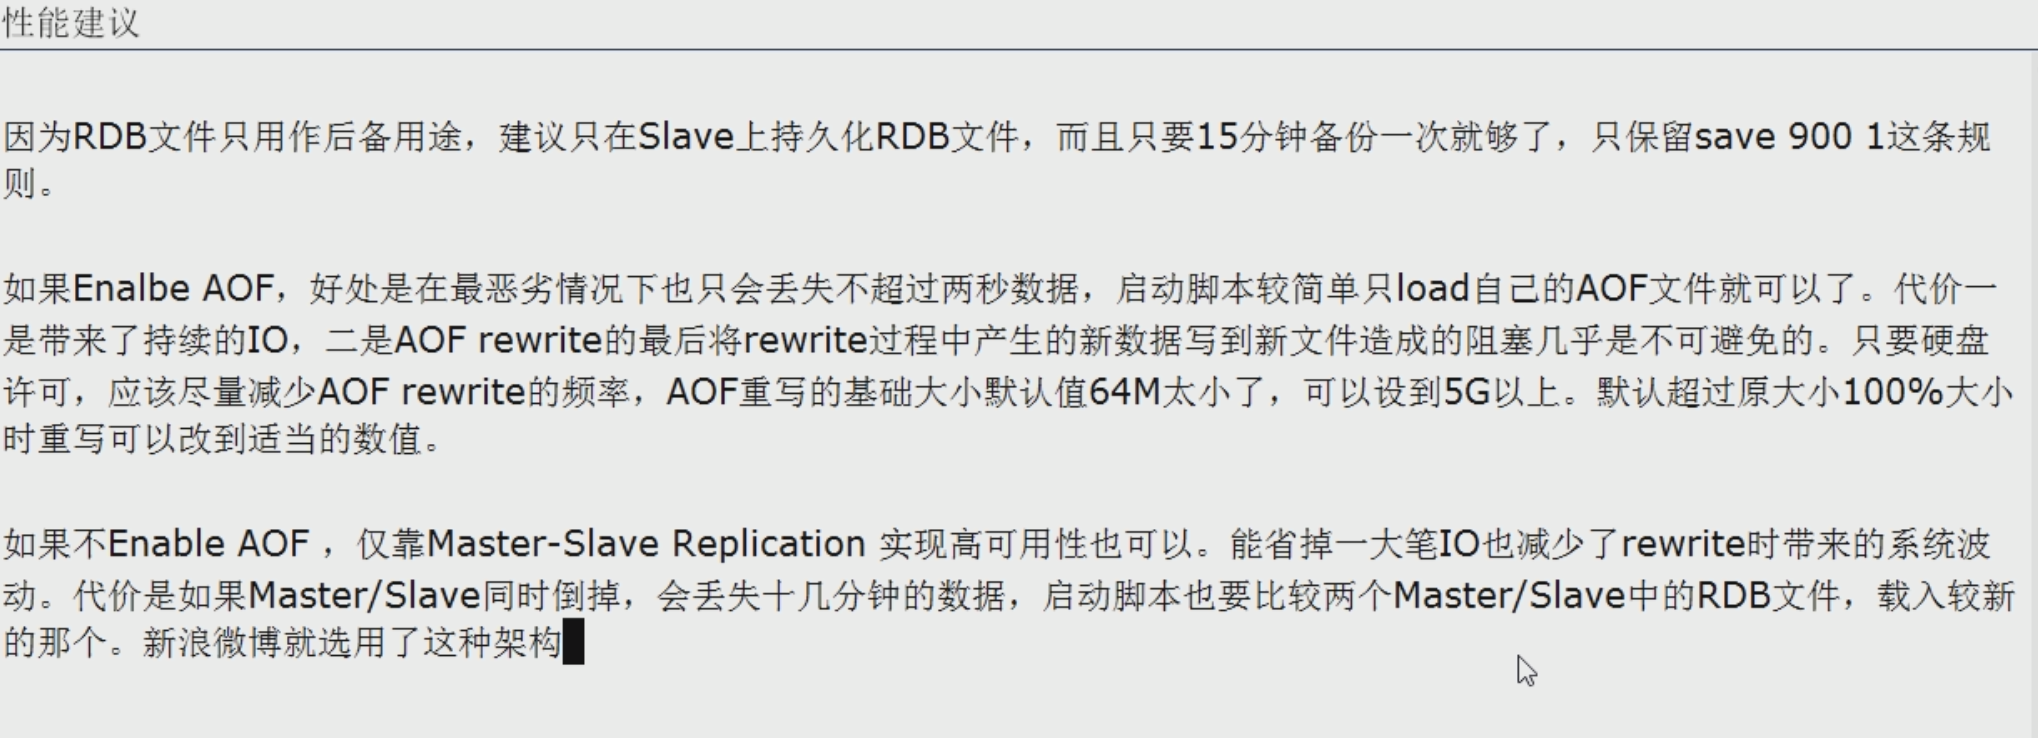 性能建议
因为RDB文件只用作后备用途，建议只在Slave上持久化RDB文件，而且只要15分钟备份一次就够了，只保留save 900 1这条规
则。
如果Enalbe AOF，好处是在最恶劣情况下也只会丢失不超过两秒数据，启动脚本较简单只load自己的AOF文件就可以了。代价一
是带来了持续的IO，二是AOF rewrite的最后将rewrite过程中产生的新数据写到新文件造成的阻塞几乎是不可避免的。只要硬盘
许可，应该尽量减少AOF rewrite的频率，AOF重写的基础大小默认值64M太小了，可以设到5G以上。默认超过原大小100%大小
时重写可以改到适当的数值。
如果不Enable AOF ，仅靠Master-Slave Replication 实现高可用性也可以。能省掉一大笔IO也减少了rewrite时带来的系统波
动。代价是如果Master/Slave同时倒掉，会丢失十几分钟的数据，启动脚本也要比较两个Master/Slave中的RDB文件，载入较新
的那个。新浪微博就选用了这种架构